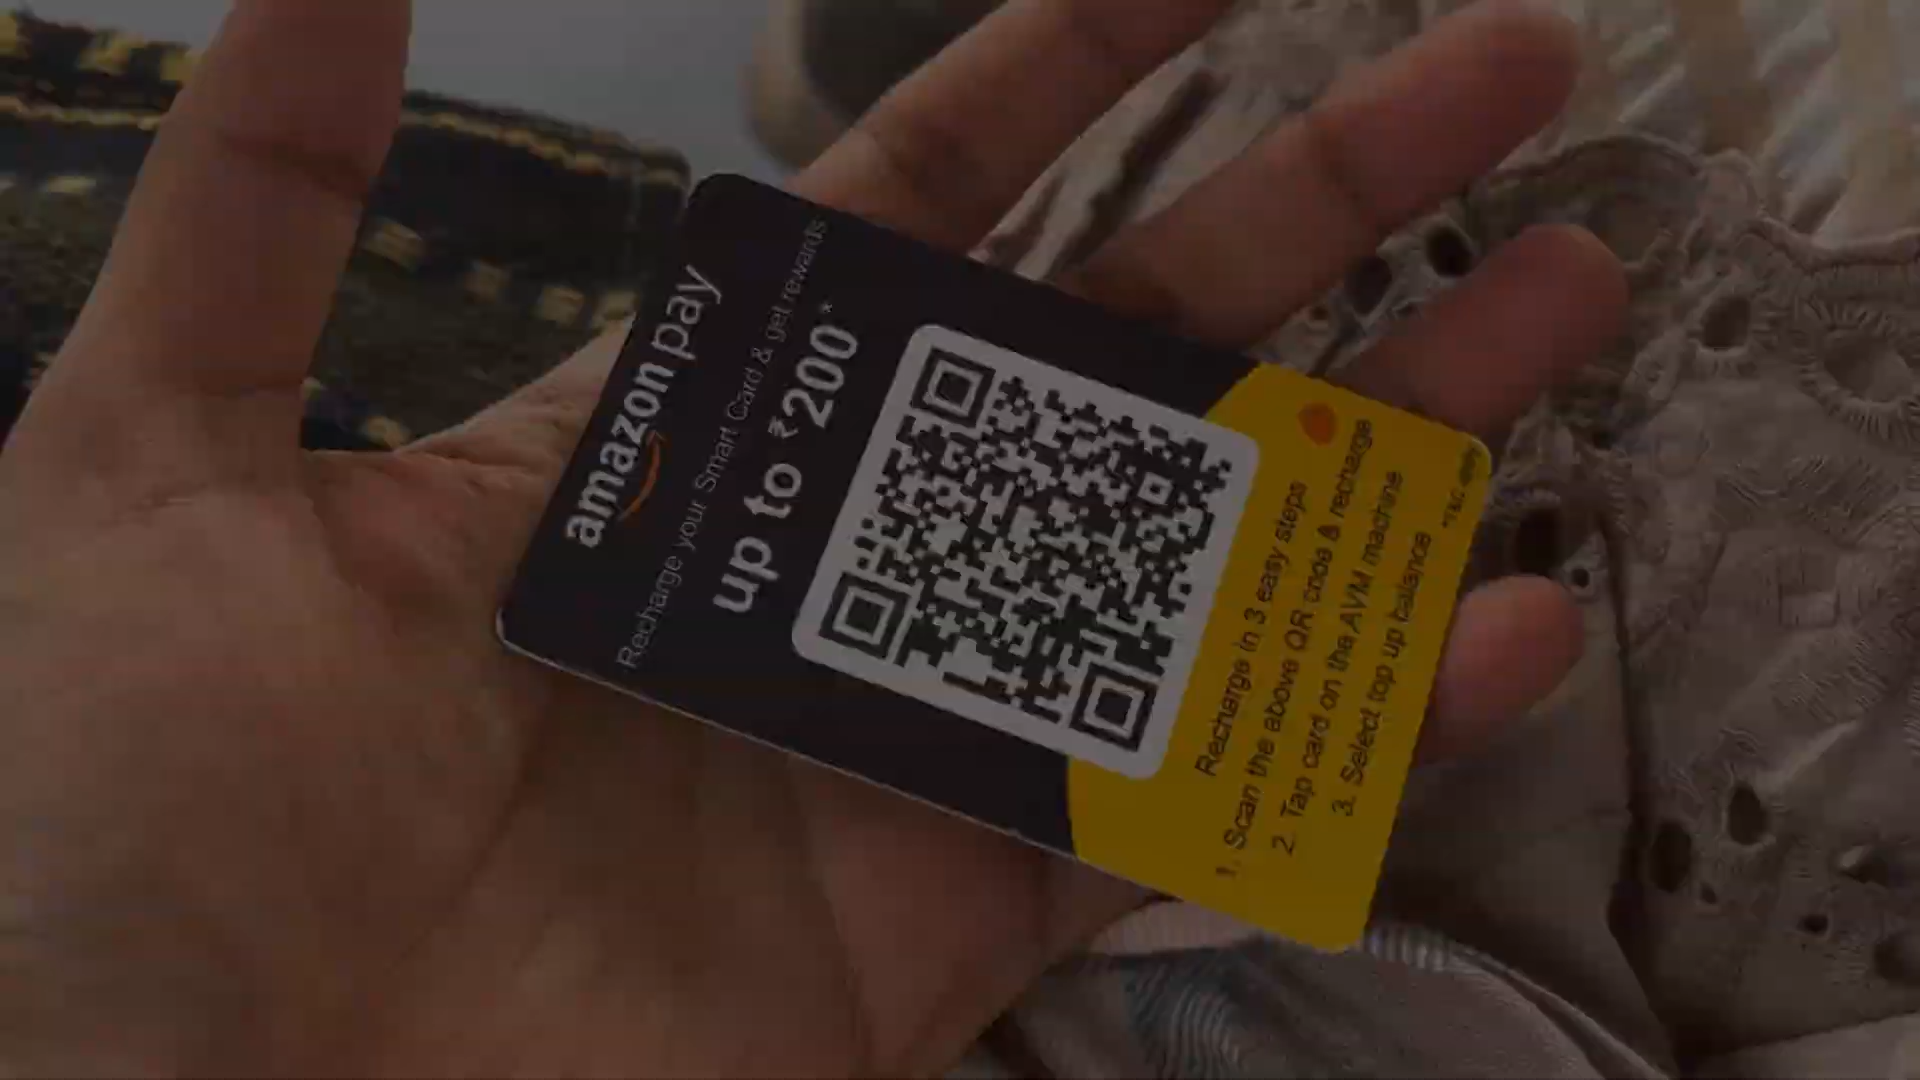 amazon pay
Recharge your Smart Card & get rewards
up to ₹200*
Recharge in 3 easy steps
1. Scan the above QR code & recharge
2. Tap card on the AVM machine
3. Select top up balance
*T&C apply